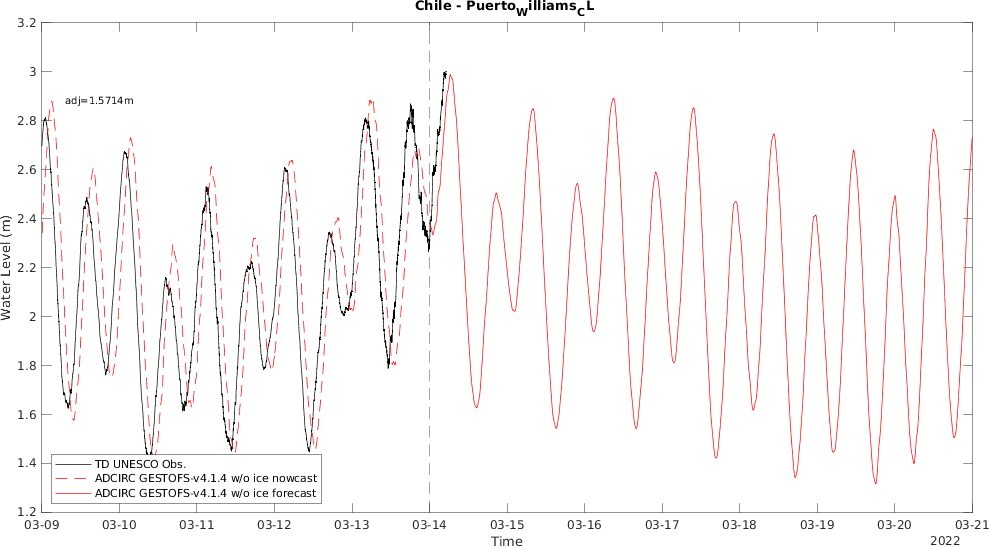 Chile - PuertoWilliamsCL
3.2
3
2.8
2.6
2.4
2.2
2
1.8
1.6
1.4
1.2
Water Level (m)
adj=1.5714m
TD UNESCO Obs.
ADCIRC GESTOFS-v4.1.4 w/o ice nowcast
ADCIRC GESTOFS-v4.1.4 w/o ice forecast
03-09 03-10 03-11 03-12 03-13 03-14 03-15 03-16 03-17 03-18 03-19 03-20 03-21
Time
2022